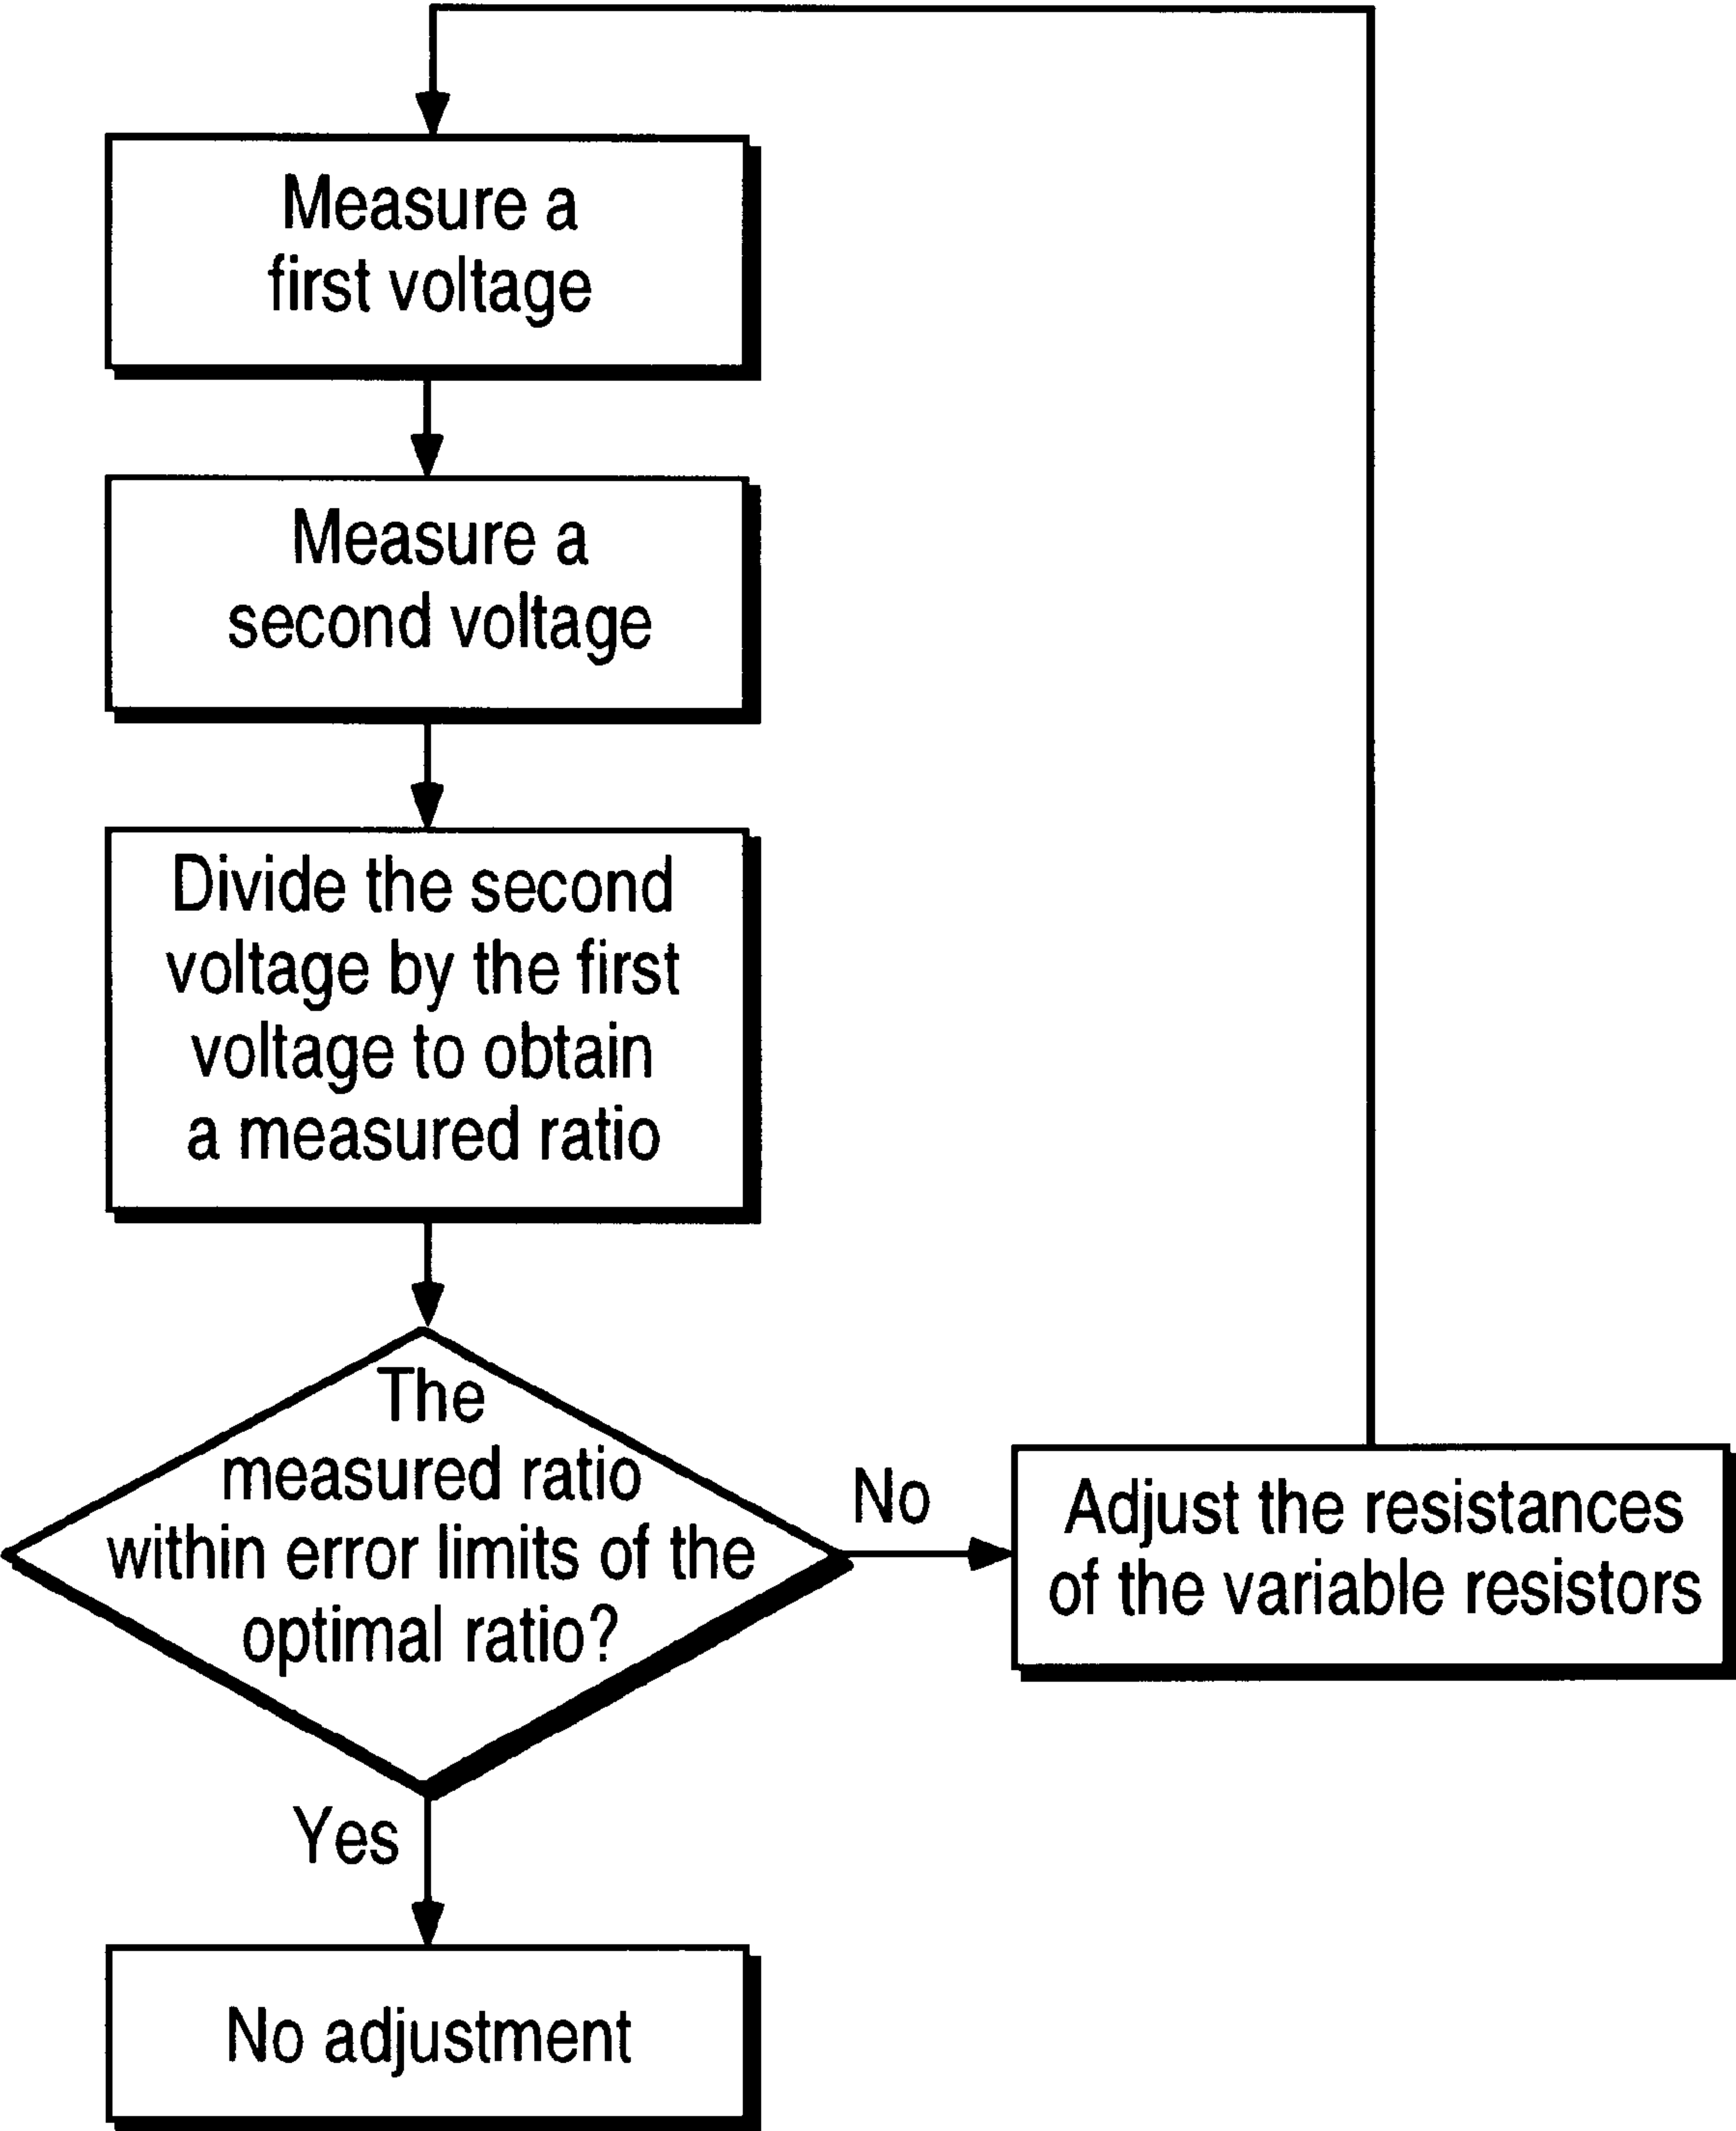 Measure a
first voltage
Measure a
second voltage
Divide the second
voltage by the first
voltage to obtain
a measured ratio
The
measured ratio
within error limits of the
optimal ratio?
No
Adjust the resistances
of the variable resistors
Yes
No adjustment